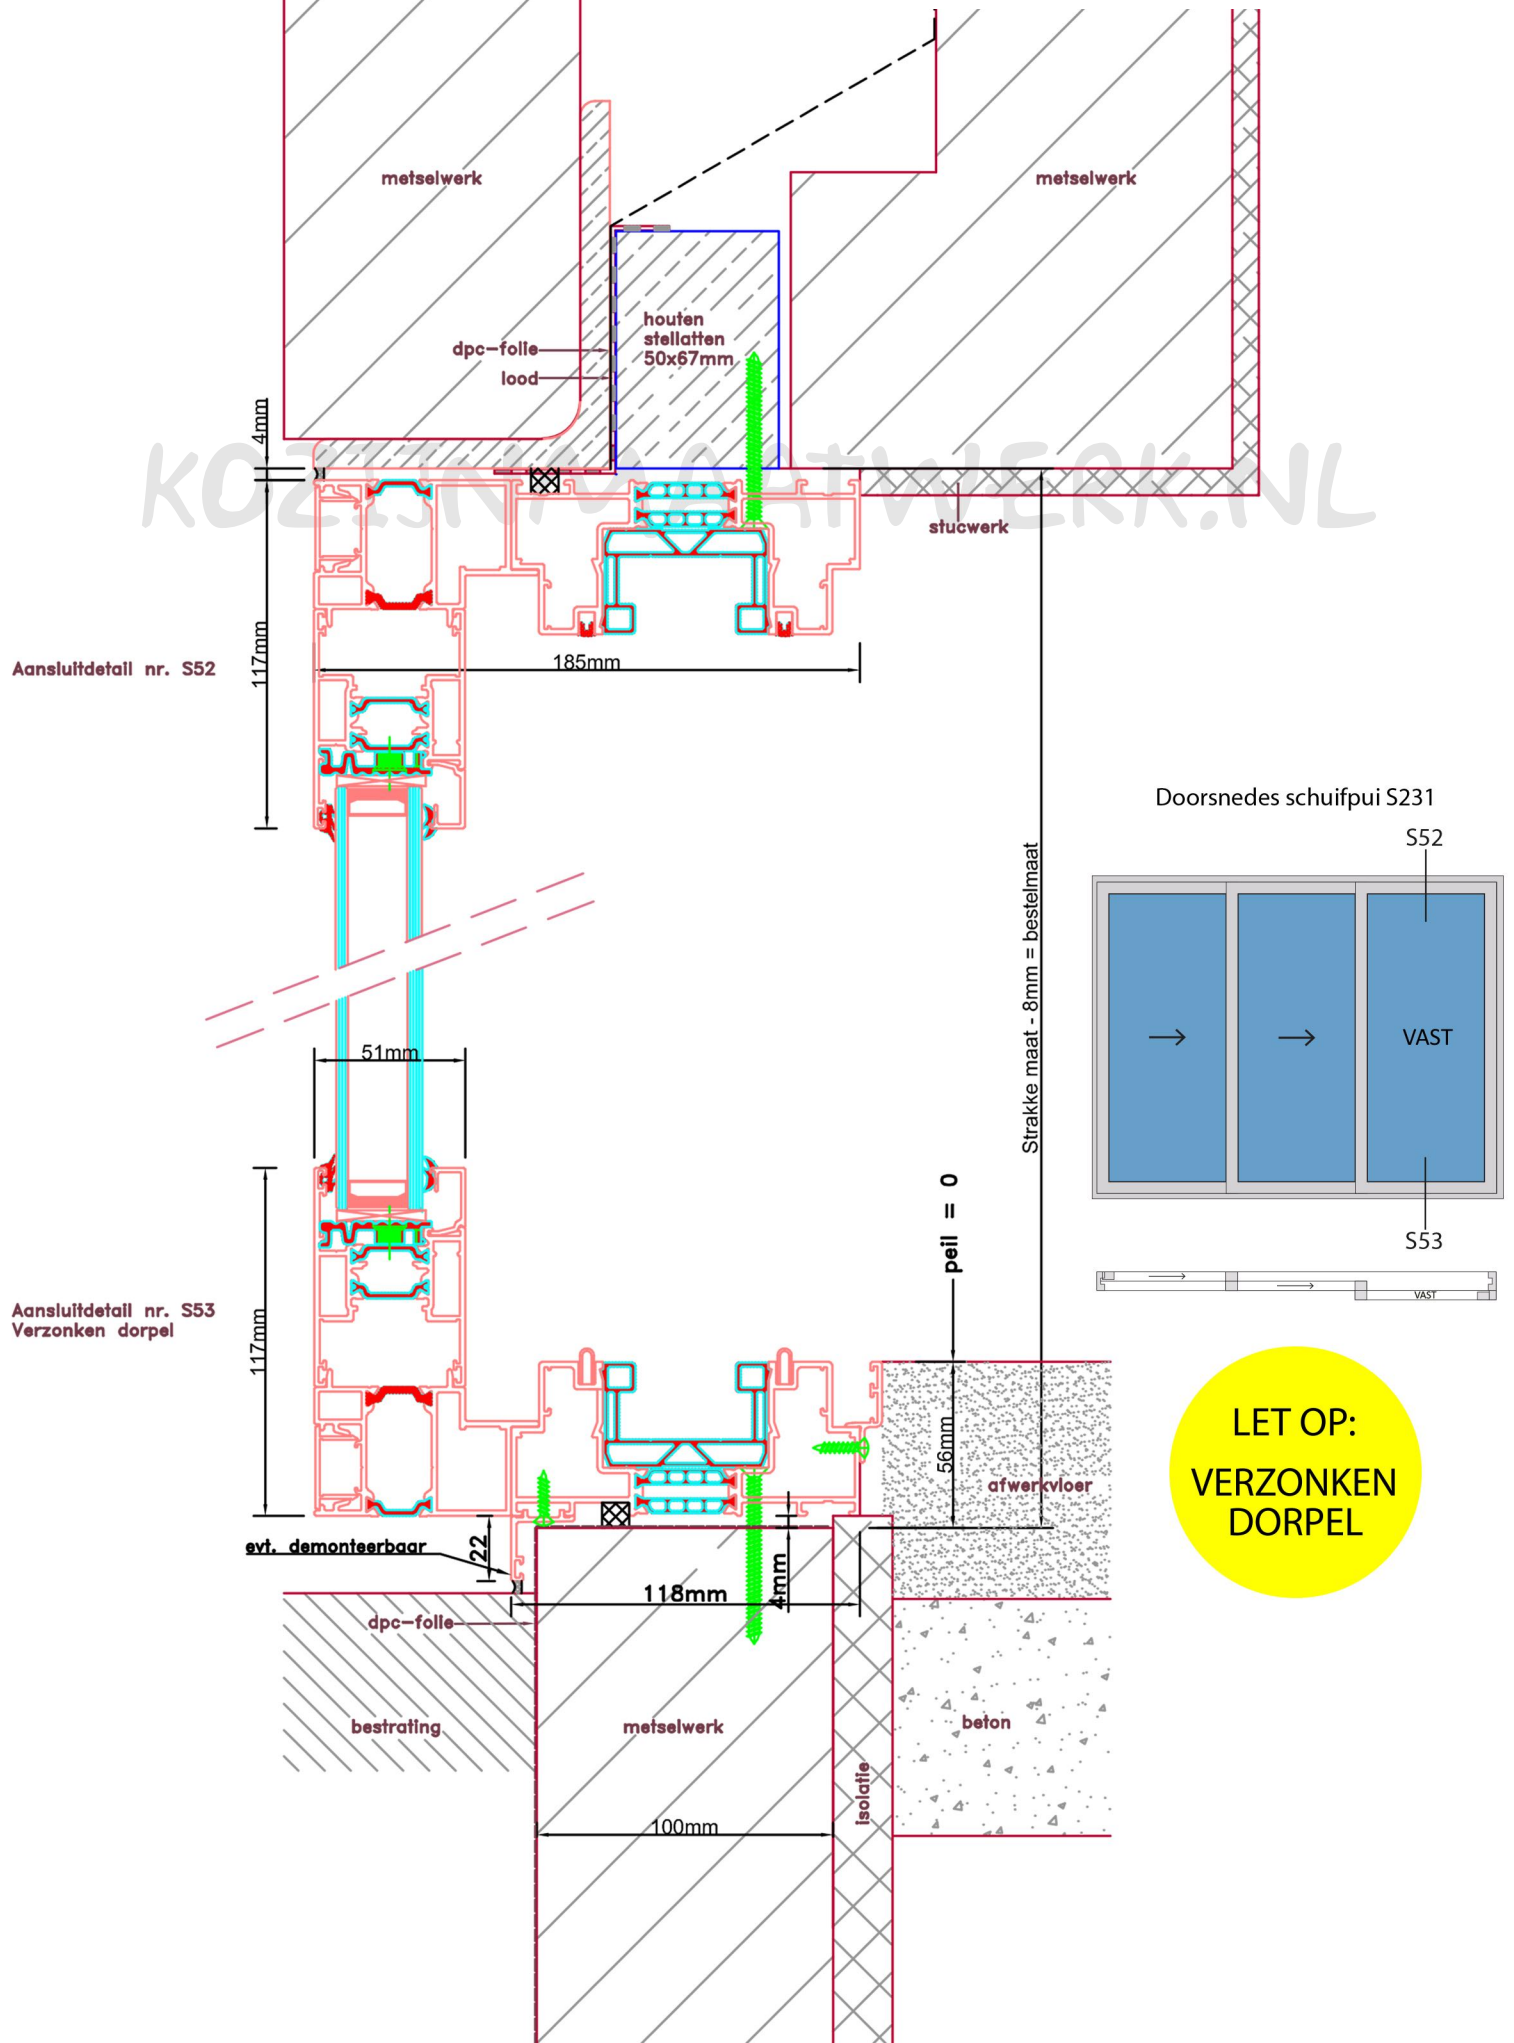 metselwerk
metselwerk
houten
stellatten
50x67mm
dpc-folie
lood
4mm
KOZIJNMAATWERK.NL
stucwerk
117mm
185mm
Aansluitdetail nr. S52
Doorsnedes schuifpui S231
S52
Strakke maat - 8mm = bestelmaat
VAST
51mm
peil = 0
S53
VAST
Aansluitdetail nr. S53
Verzonken dorpel
117mm
56mm
afwerkvloer
LET OP:
VERZONKEN
DORPEL
evt. demonteerbaar
22
118mm
4mm
dpc-folie
bestrating
metselwerk
beton
isolatie
100mm